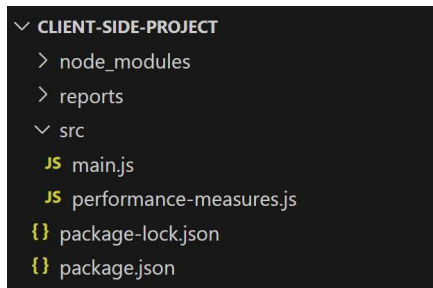 CLIENT-SIDE-PROJECT
node_modules
reports
src
JS main.js
JS performance-measures.js
{} package-lock.json
{} package.json